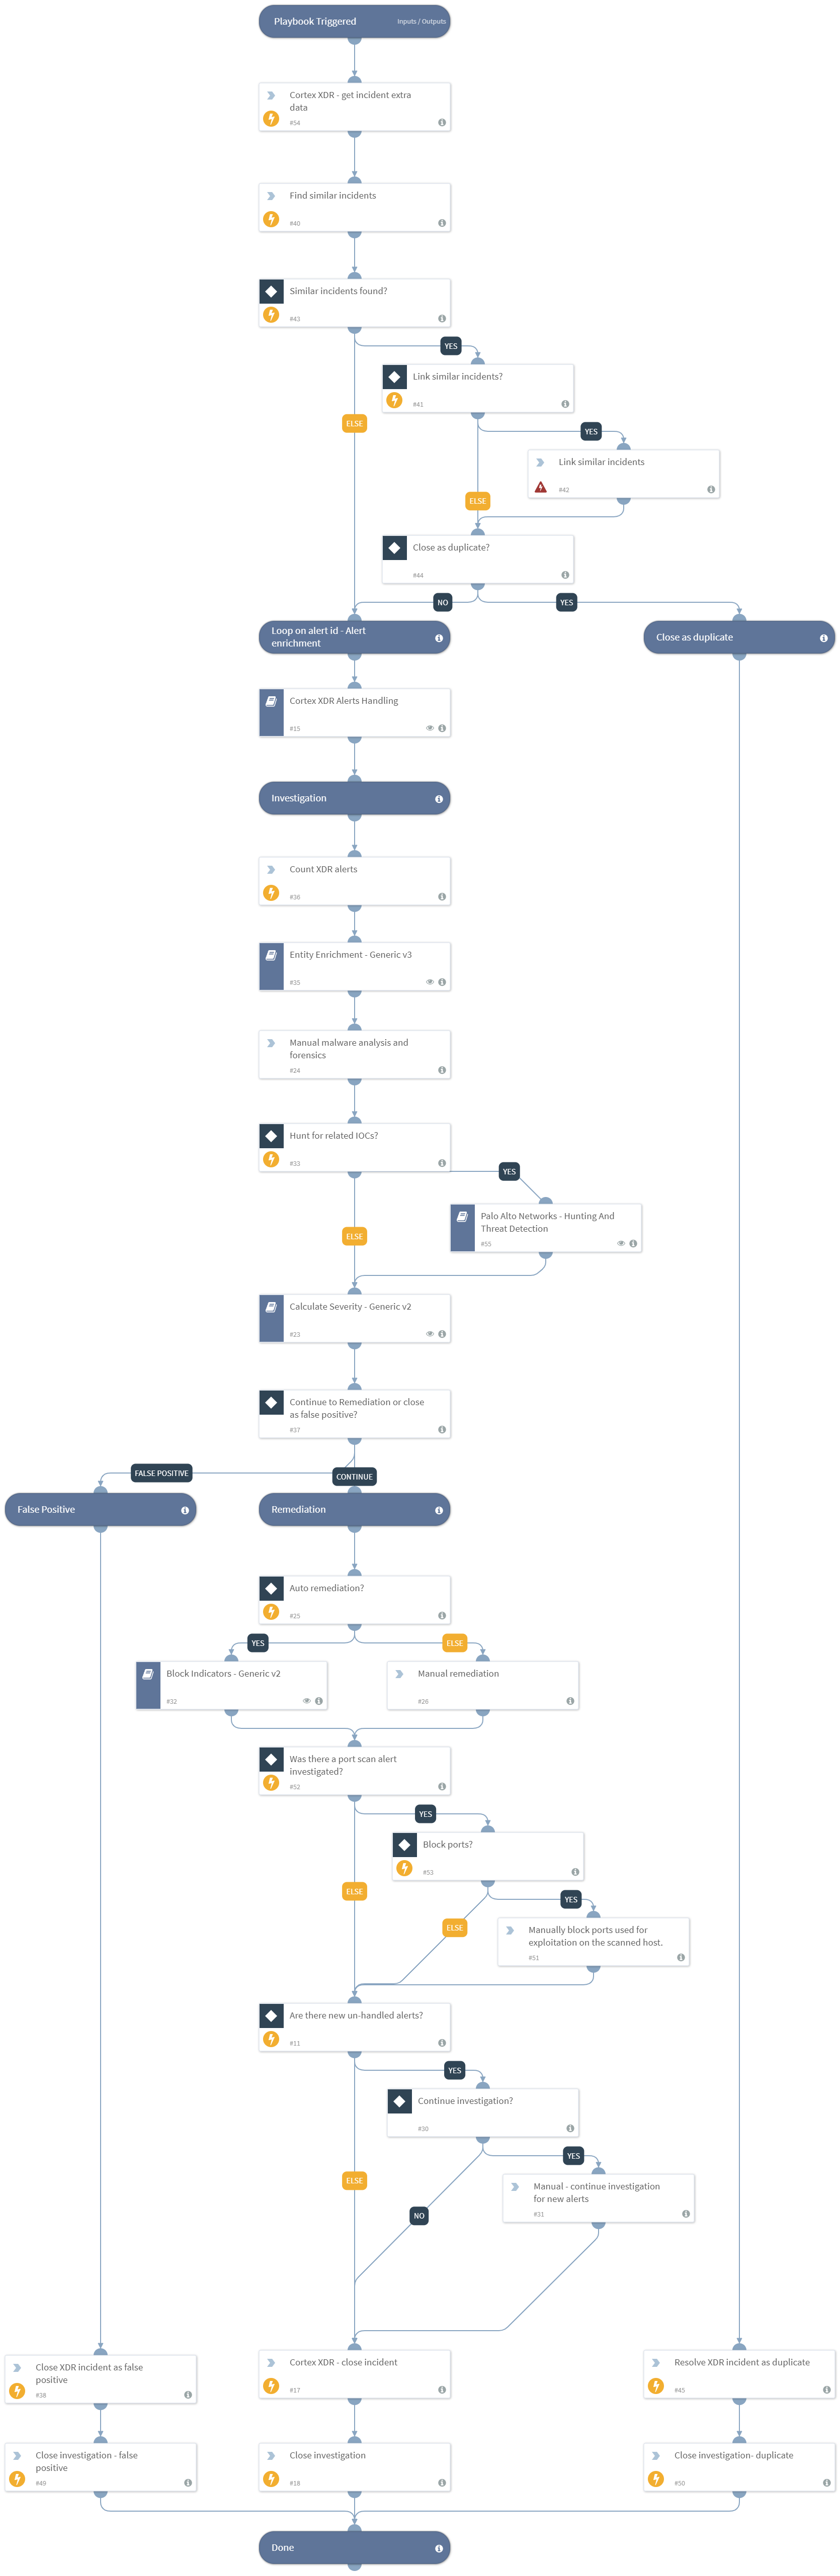 Playbook Triggered
Inputs / Outputs
Cortex XDR - get incident extra
data
#54
Find similar incidents
#40
Similar incidents found?
#43
YES
Link similar incidents?
#41
ELSE
YES
Link similar incidents
#42
ELSE
Close as duplicate?
#44
NO
YES
Loop on alert id - Alert
enrichment
Close as duplicate
Cortex XDR Alerts Handling
#15
Investigation
Count XDR alerts
#36
Entity Enrichment - Generic v3
#35
Manual malware analysis and
forensics
#24
Hunt for related IOCs?
#33
YES
Palo Alto Networks - Hunting And
Threat Detection
#55
ELSE
Calculate Severity - Generic v2
#23
Continue to Remediation or close
as false positive?
#37
FALSE POSITIVE
CONTINUE
False Positive
Remediation
Auto remediation?
#25
YES
ELSE
Block Indicators - Generic v2
#32
Manual remediation
#26
Was there a port scan alert
investigated?
#52
YES
Block ports?
#53
ELSE
YES
ELSE
Manually block ports used for
exploitation on the scanned host.
#51
Are there new un-handled alerts?
#11
YES
Continue investigation?
#30
YES
ELSE
Manual - continue investigation
for new alerts
#31
NO
Close XDR incident as false
positive
#38
Cortex XDR - close incident
#17
Resolve XDR incident as duplicate
#45
Close investigation - false
positive
#49
Close investigation
#18
Close investigation- duplicate
#50
Done